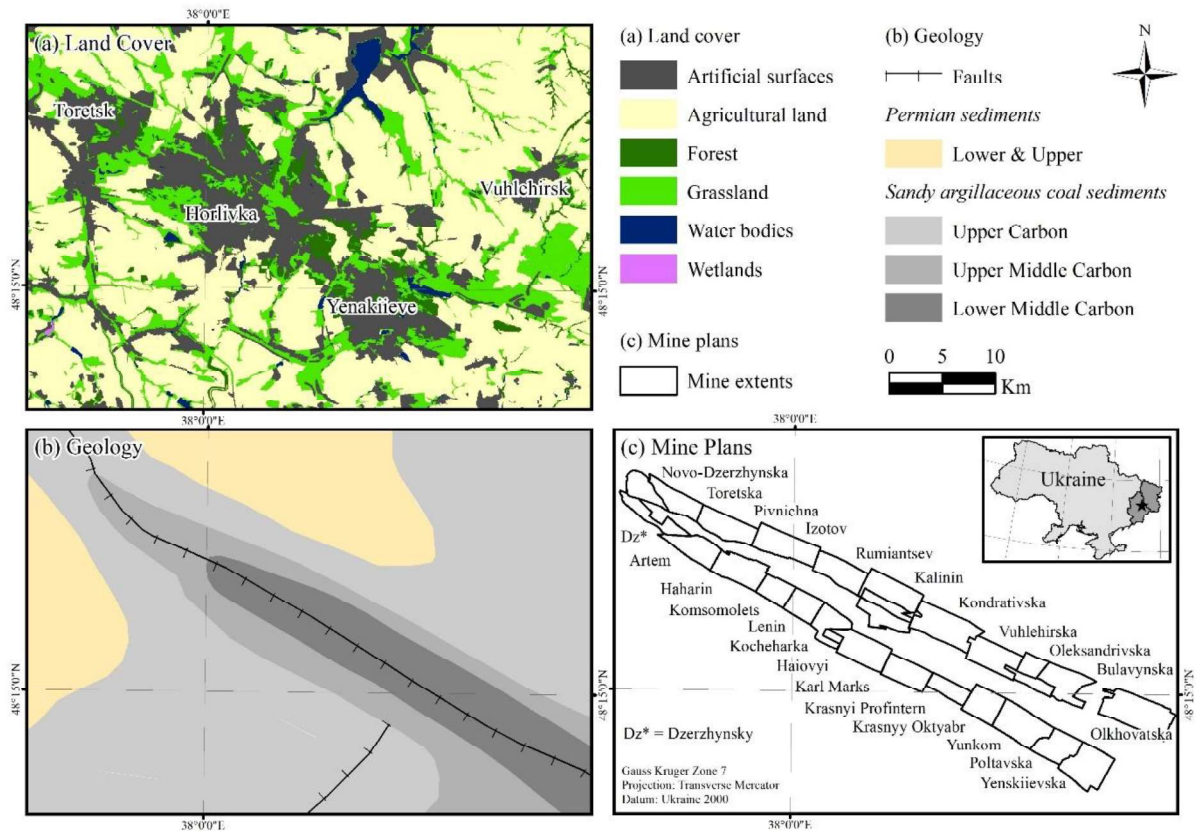 38°0'0"E
(a) Land Cover
Toretsk
Horlivka
Vuhlehirsk
Yenakiieve
48°15'0"N
48°15'0"N
38°0'0"E
(a) Land cover
Artificial surfaces
Agricultural land
Forest
Grassland
Water bodies
Wetlands
(c) Mine plans
Mine extents
(b) Geology
Faults
Permian sediments
Lower & Upper
Sandy argillaceous coal sediments
Upper Carbon
Upper Middle Carbon
Lower Middle Carbon
0 5 10
Km
N
(b) Geology
48°15'0"N
38°0'0"E
38°0'0"E
(c) Mine Plans
Ukraine
Novo-Dzerzhynska
Toretska
Pivnichna
Izotov
Rumiantsev
Kalinin
Kondrativska
Vuhlehirska
Oleksandrivska
Bulavynska
Olkhovatska
Dz*
Artem
Haharin
Komsomolets
Lenin
Kocheharka
Haiovyi
Karl Marks
Krasnyi Profintern
Krasnyy Oktyabr
Yunkom
Poltavska
Yenskiievska
Dz* = Dzerzhynsky
Gauss Kruger Zone 7
Projection: Transverse Mercator
Datum: Ukraine 2000
48°15'0"N
38°0'0"E